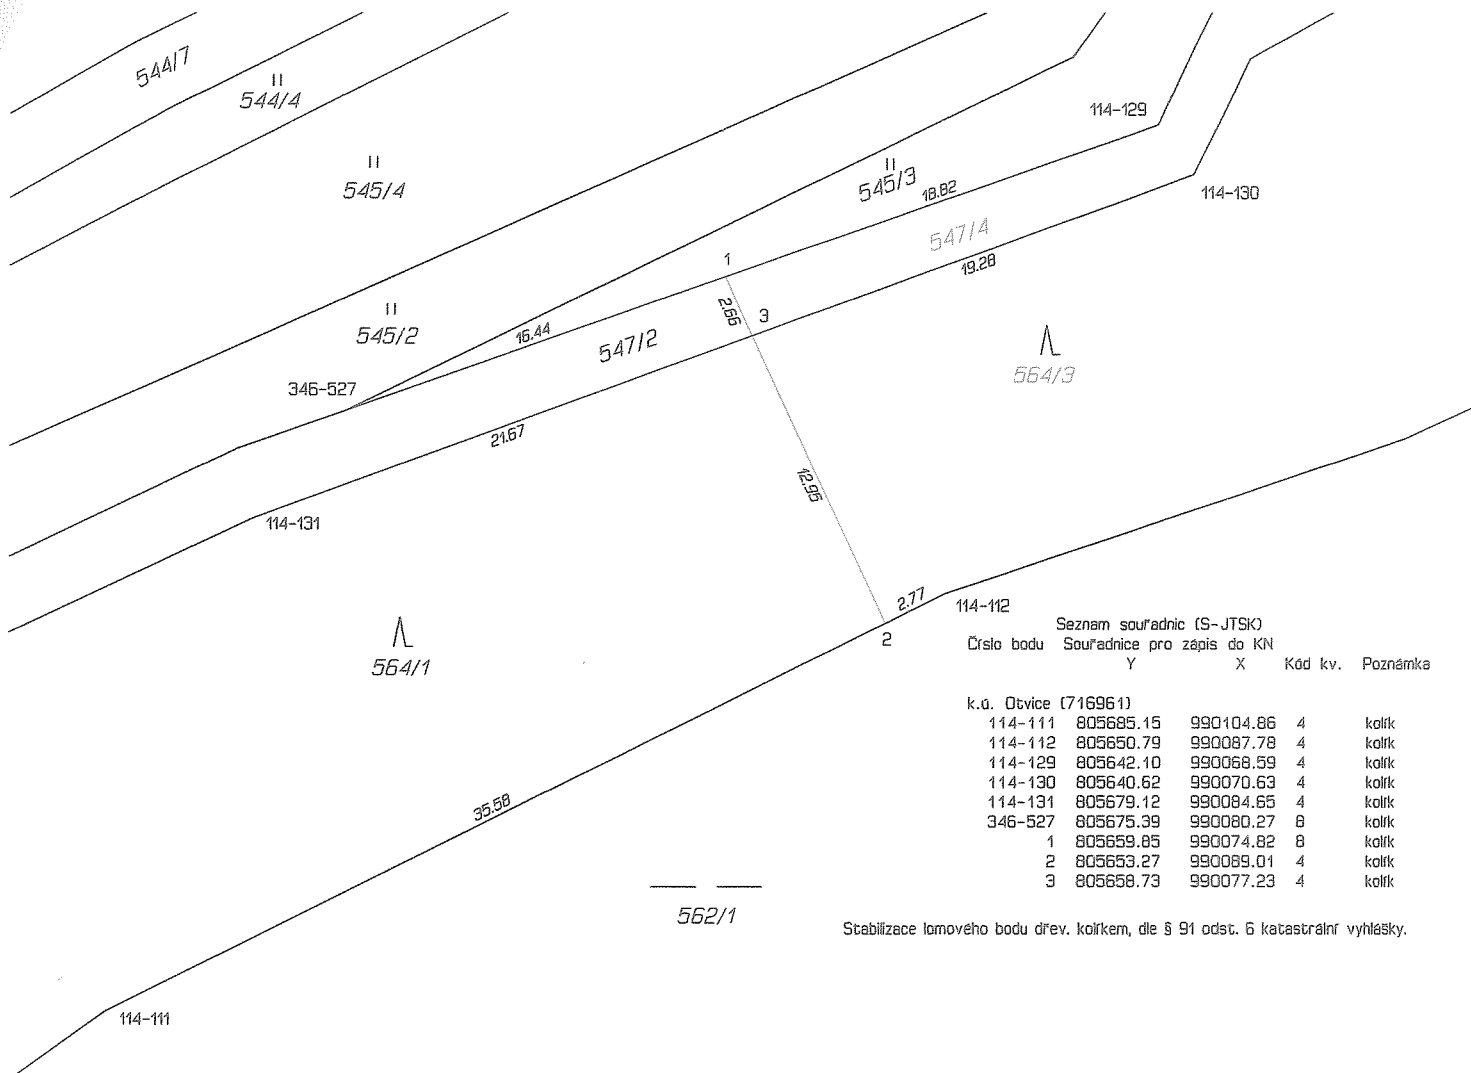 544/7
544/4
545/4
114-129
545/3
18.82
114-130
547/4
1
19.28
2.66
3
545/2
16.44
547/2
564/3
346-527
21.67
12.95
114-131
2.77
114-112
2
564/1
Seznam souřadnic (S-JTSK)
Číslo bodu Souřadnice pro zápis do KN
Y X Kód kv. Poznámka
k.ú. Otvice (716961)
114-111 805685.15 990104.86 4 kolík
114-112 805650.79 990087.78 4 kolík
114-129 805642.10 990068.59 4 kolík
114-130 805640.62 990070.63 4 kolík
114-131 805679.12 990084.65 4 kolík
346-527 805675.39 990080.27 8 kolík
1 805659.85 990074.82 8 kolík
2 805653.27 990089.01 4 kolík
3 805658.73 990077.23 4 kolík
35.58
562/1
Stabilizace lomového bodu dřev. kolíkem, dle § 91 odst. 6 katastrální vyhlášky.
114-111